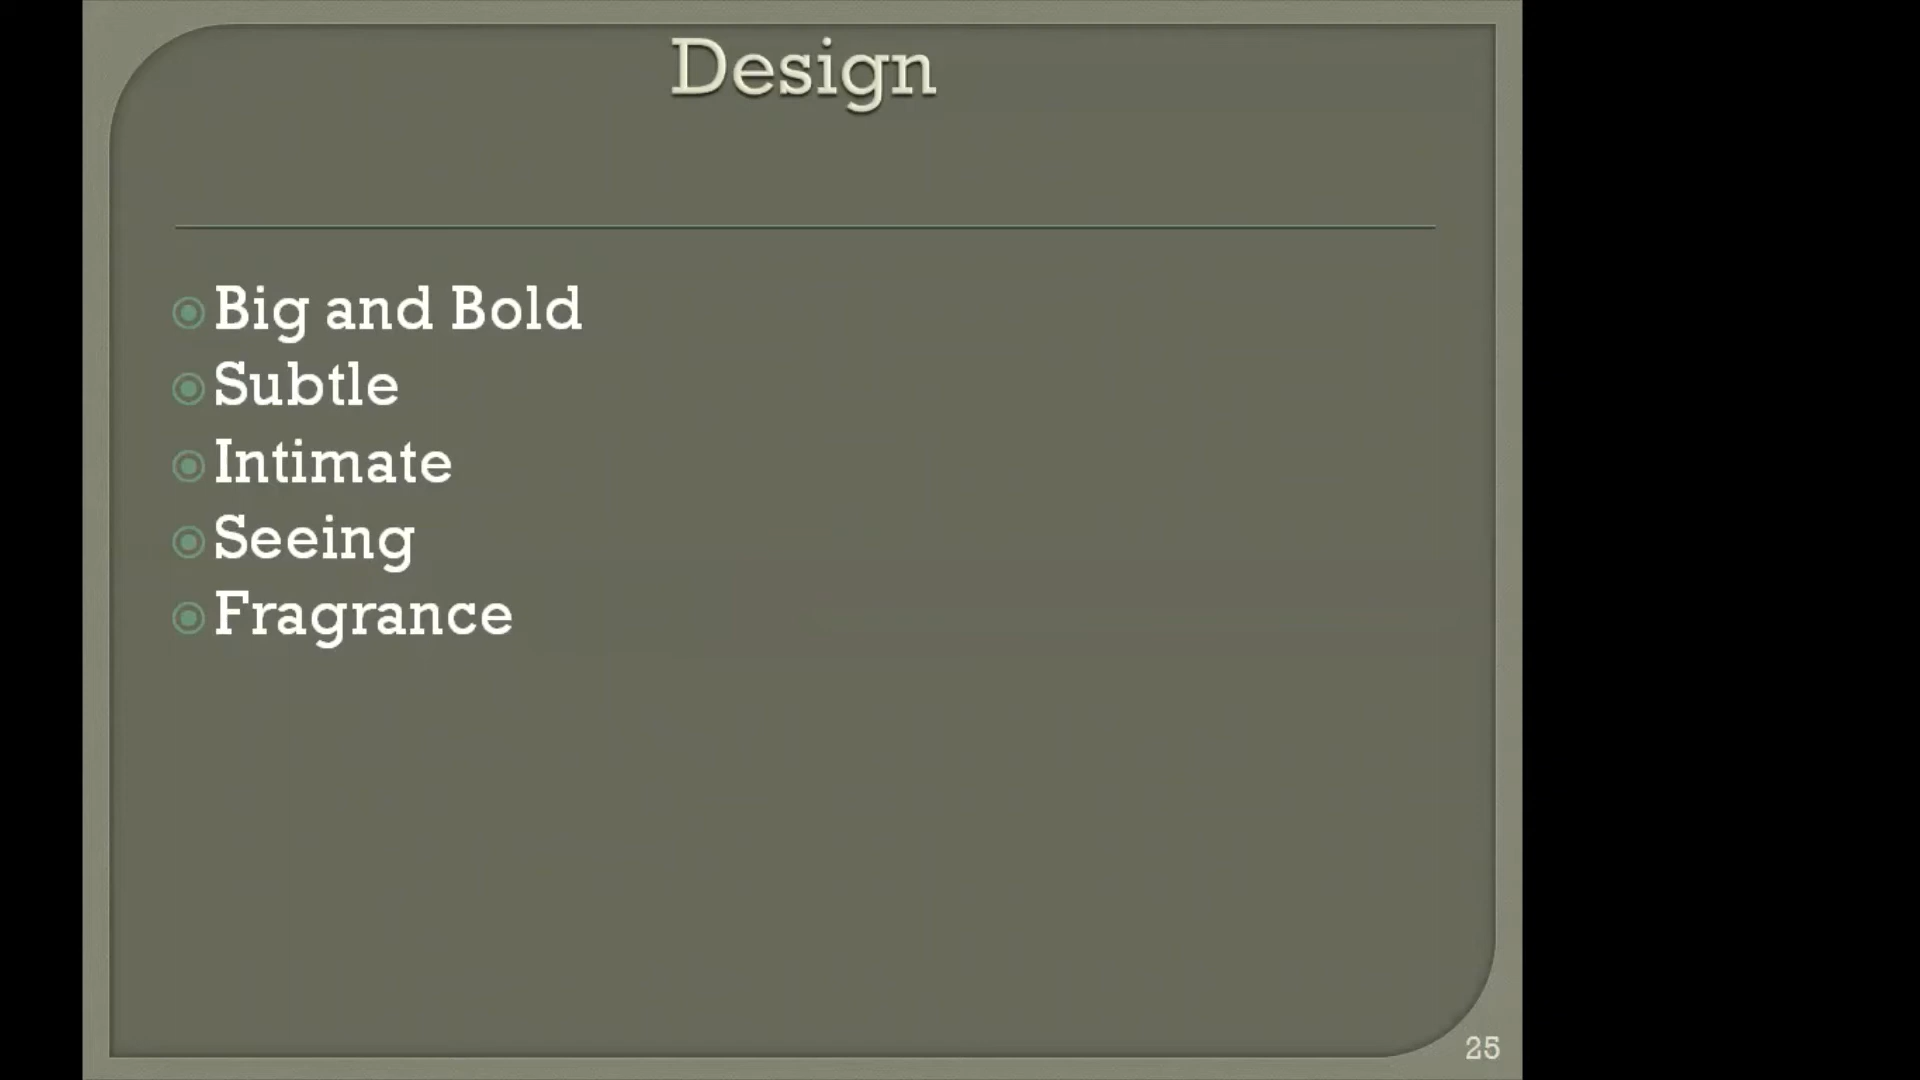 Design
Big and Bold
Subtle
Intimate
Seeing
Fragrance
25